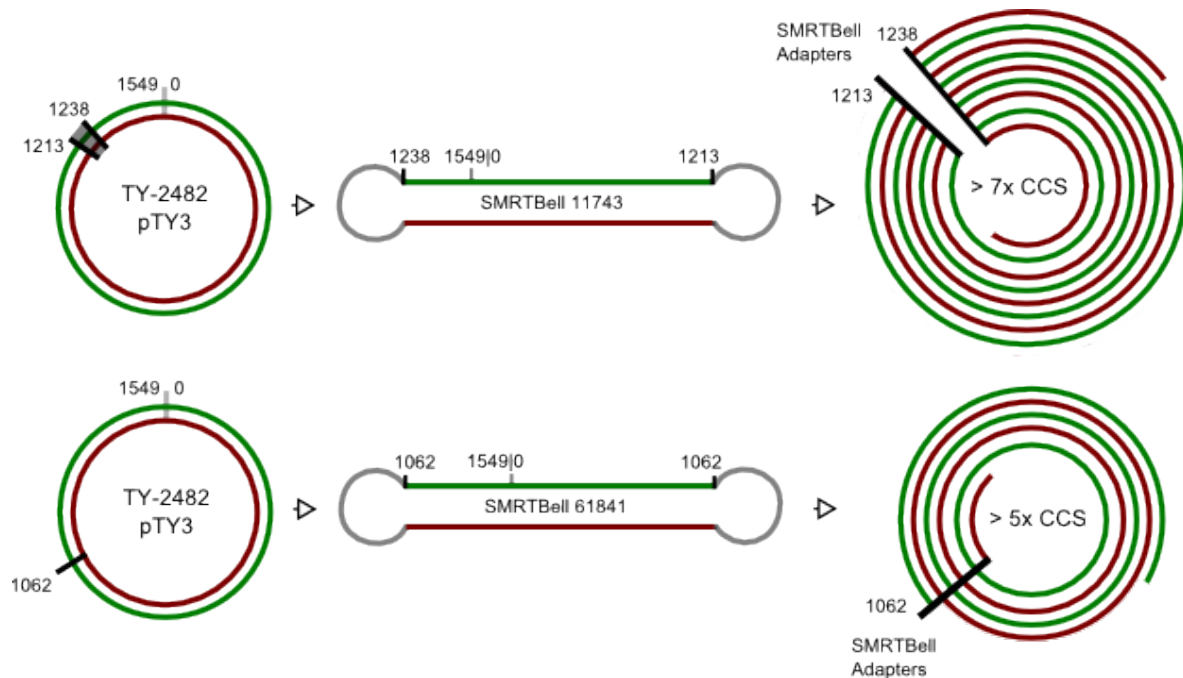 1549 0
1238
1213
TY-2482
pTY3
1238 1549|0 1213
SMRTBell 11743
SMRTBell
Adapters
1238
1213
> 7x CCS
1549 0
TY-2482
pTY3
1062
1062 1549|0 1062
SMRTBell 61841
> 5x CCS
1062
SMRTBell
Adapters